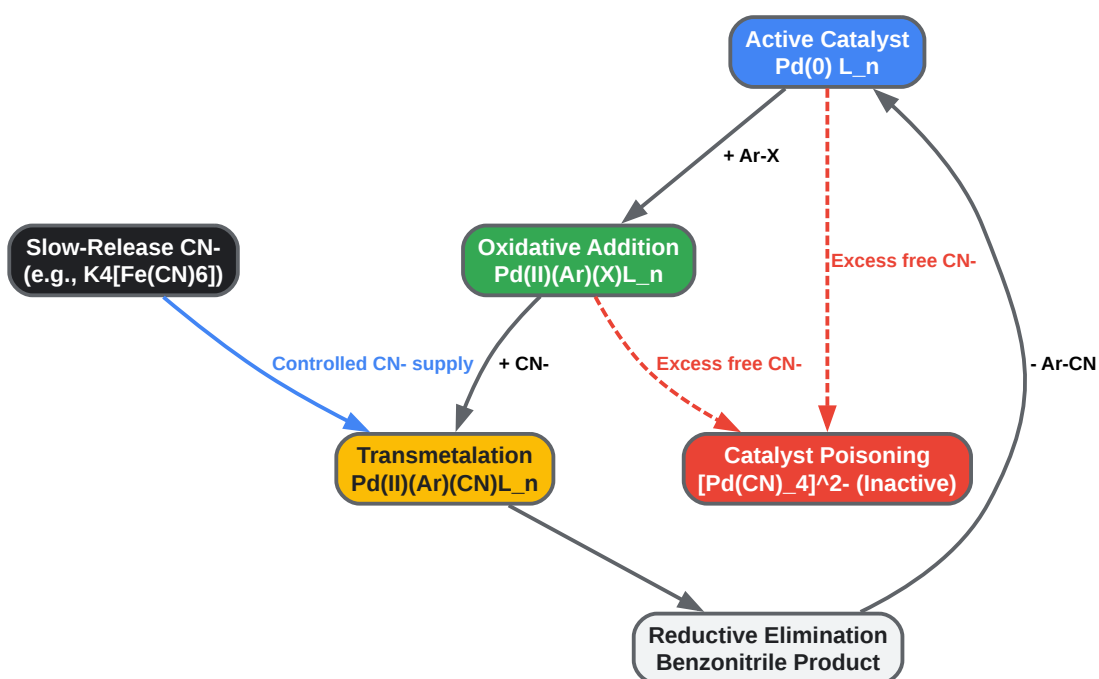 Active Catalyst
Pd(0) L_n
+ Ar-X
Slow-Release CN-
(e.g., K4[Fe(CN)6])
Oxidative Addition
Pd(II)(Ar)(X)L_n
Excess free CN-
Controlled CN- supply
+ CN-
Excess free CN-
- Ar-CN
Transmetalation
Pd(II)(Ar)(CN)L_n
Catalyst Poisoning
[Pd(CN)_4]^2- (Inactive)
Reductive Elimination
Benzonitrile Product